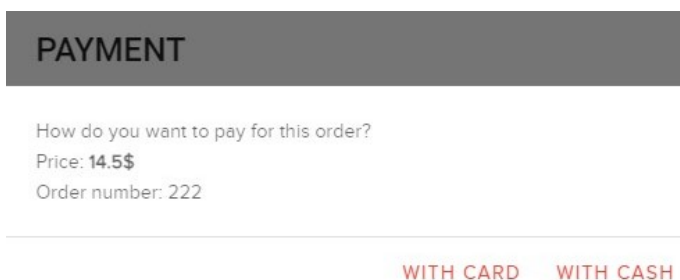 PAYMENT
How do you want to pay for this order?
Price: 14.5$
Order number: 222
WITH CARD WITH CASH